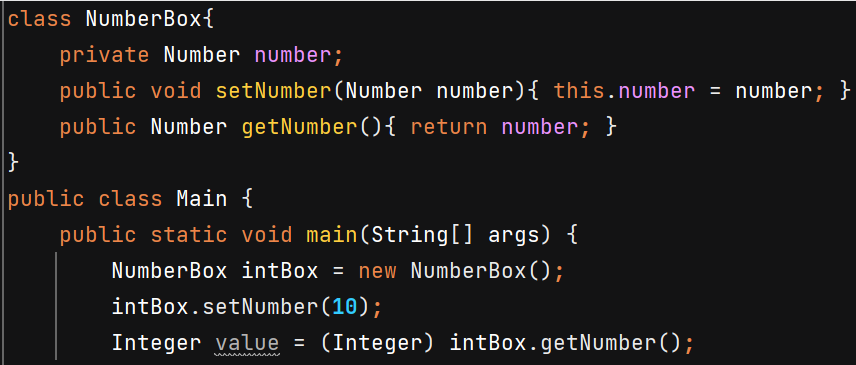 class NumberBox{
    private Number number;
    public void setNumber(Number number){ this.number = number; }
    public Number getNumber(){ return number; }
}
public class Main {
    public static void main(String[] args) {
        NumberBox intBox = new NumberBox();
        intBox.setNumber(10);
        Integer value = (Integer) intBox.getNumber();